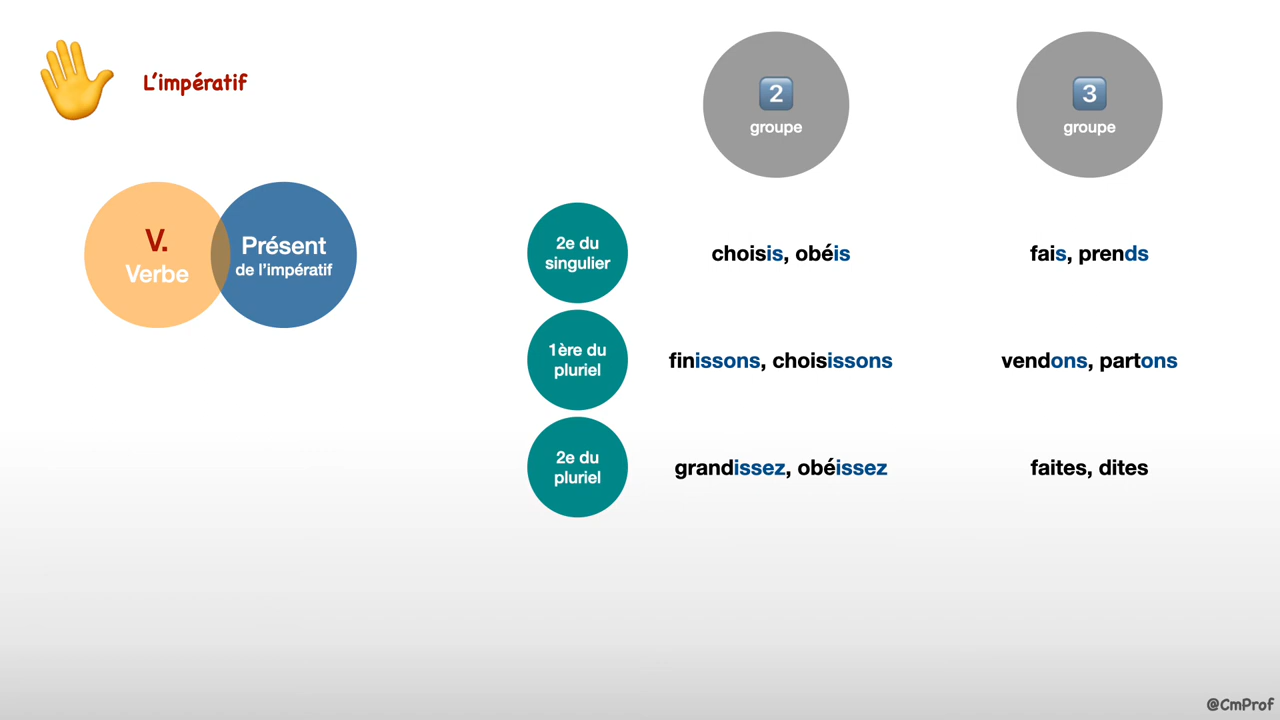 L'impératif
2
groupe
3
groupe
V.
Verbe
Présent
de l'impératif
2e du
singulier
choisis, obéis
fais, prends
1ère du
pluriel
finissons, choisissons
vendons, partons
2e du
pluriel
grandissez, obéissez
faites, dites
@CmProf